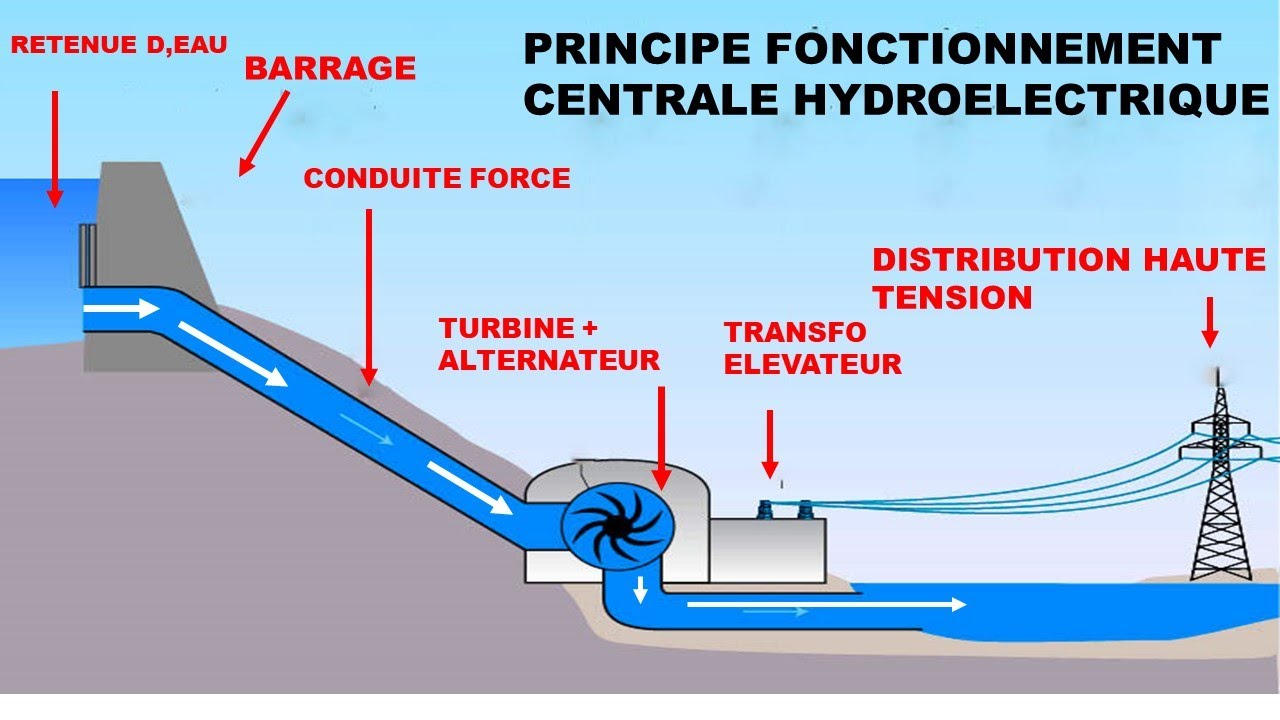 RETENUE D,EAU
BARRAGE
PRINCIPE FONCTIONNEMENT
CENTRALE HYDROELECTRIQUE
CONDUITE FORCE
DISTRIBUTION HAUTE
TENSION
TURBINE +
ALTERNATEUR
TRANSFO
ELEVATEUR